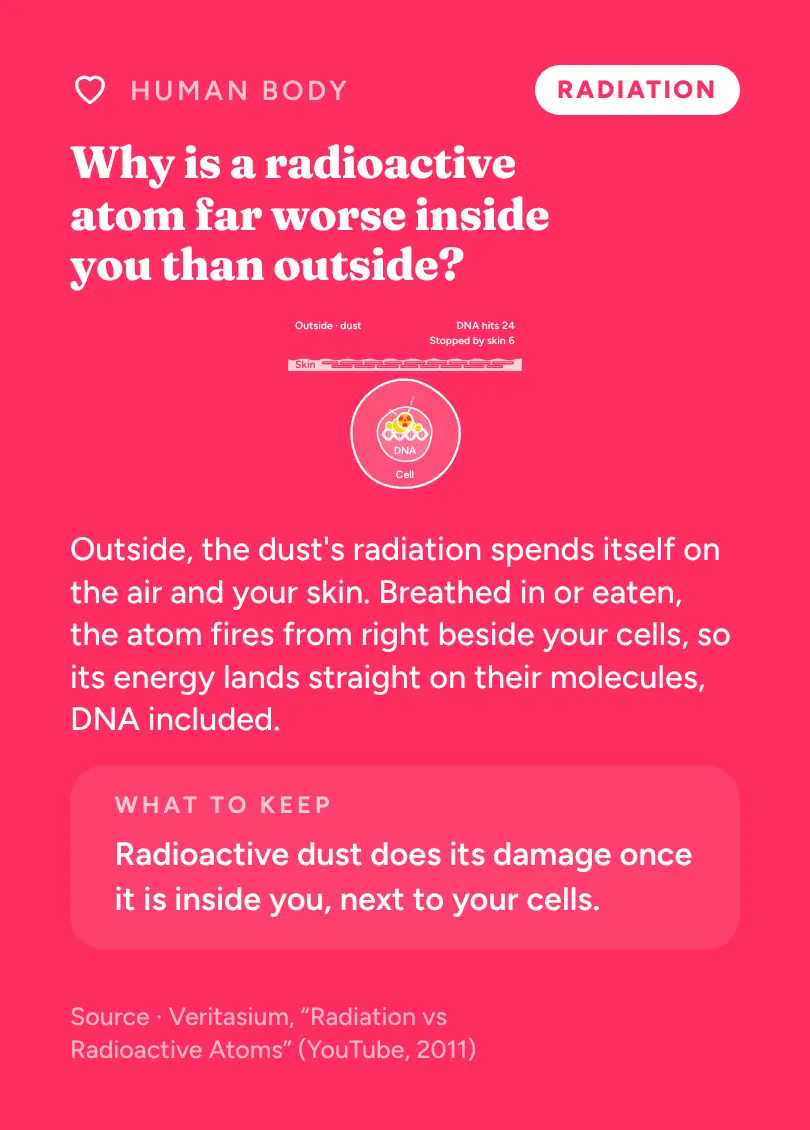 HUMAN BODY
RADIATION
Why is a radioactive
atom far worse inside
you than outside?
Outside · dust
DNA hits 24
Stopped by skin 6
Skin
DNA
Cell
Outside, the dust's radiation spends itself on
the air and your skin. Breathed in or eaten,
the atom fires from right beside your cells, so
its energy lands straight on their molecules,
DNA included.
WHAT TO KEEP
Radioactive dust does its damage once
it is inside you, next to your cells.
Source · Veritasium, “Radiation vs
Radioactive Atoms” (YouTube, 2011)